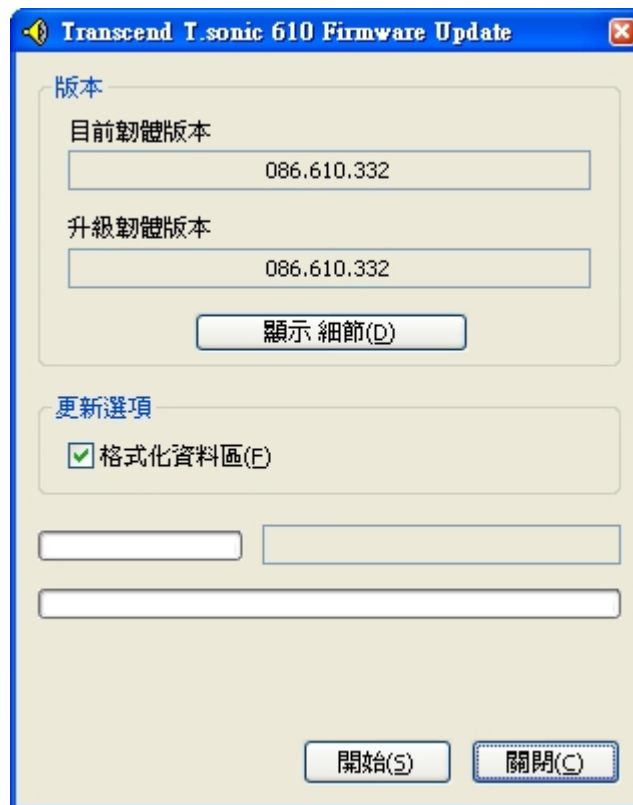 Transcend T.sonic 610 Firmware Update
版本
目前韌體版本
086.610.332
升級韌體版本
086.610.332
顯示 細節(D)
更新選項
格式化資料區(F)
開始(S)
關閉(C)